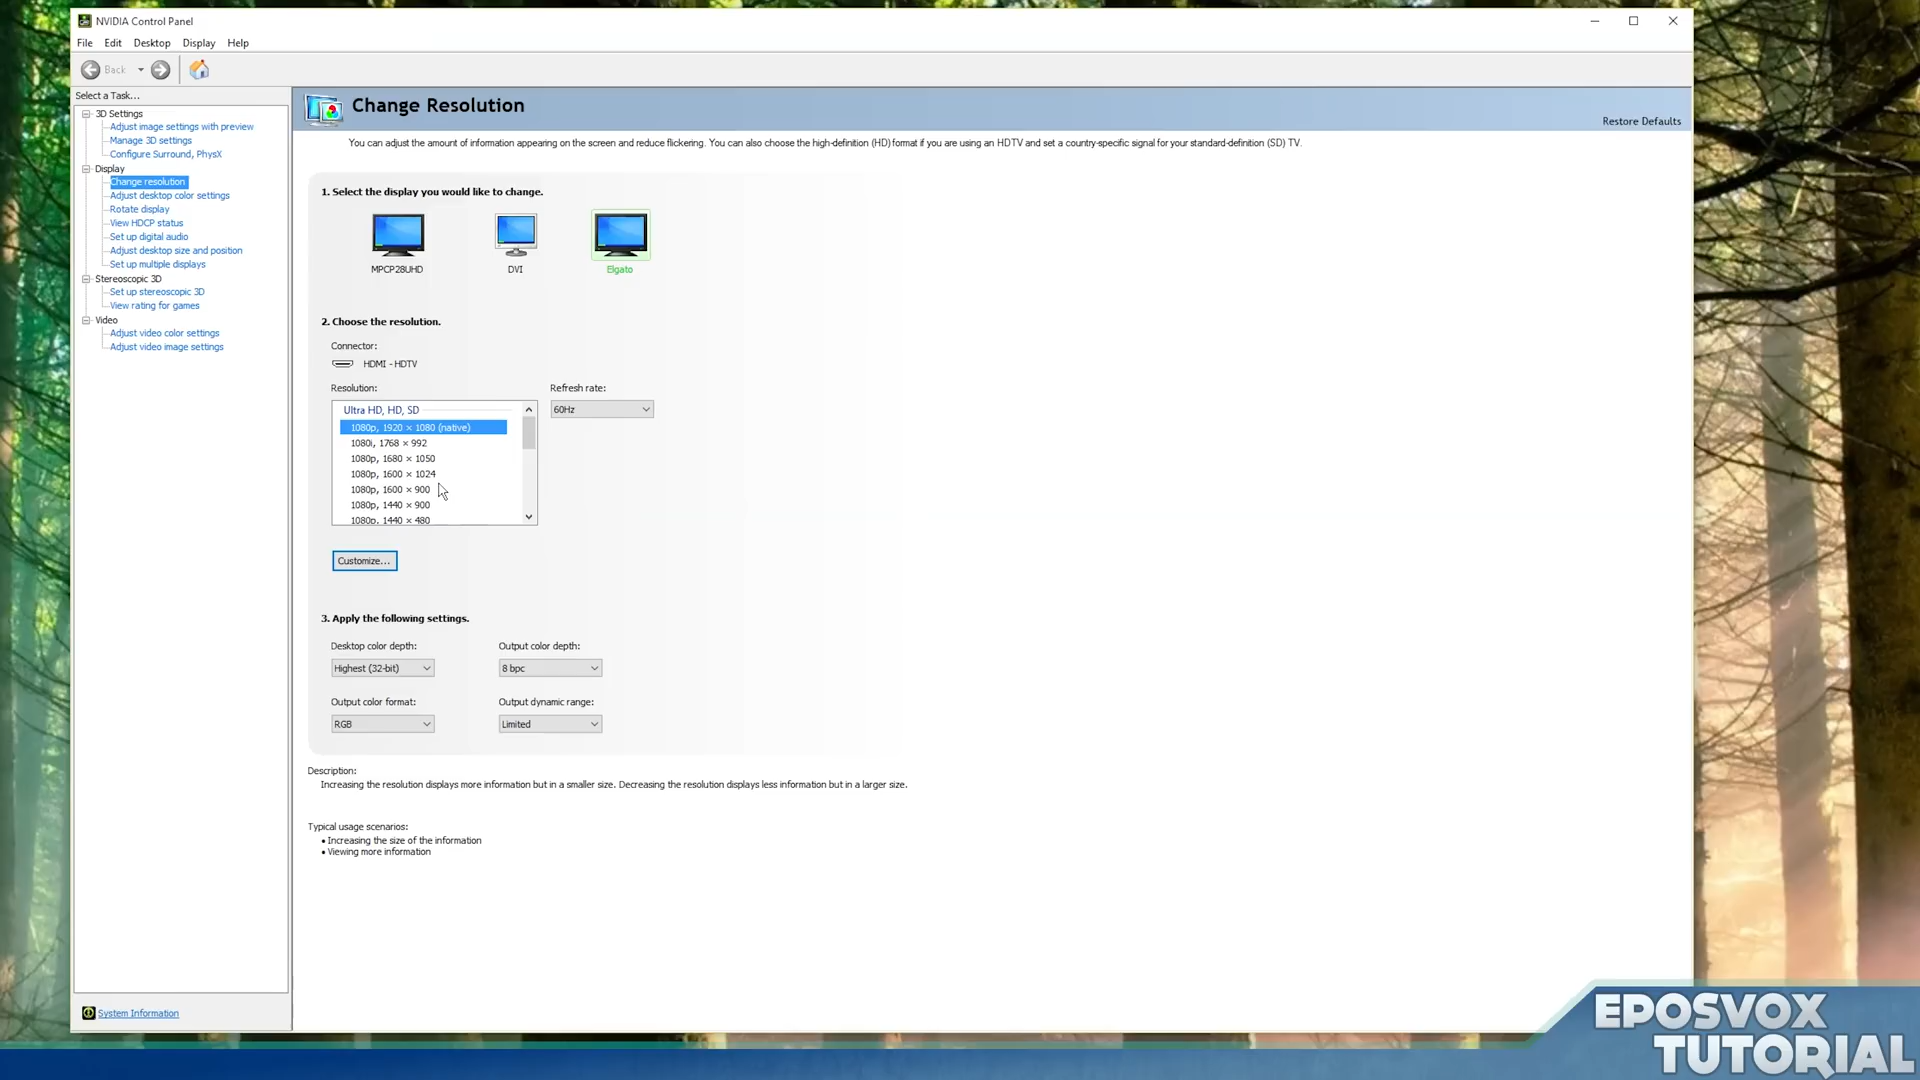 NVIDIA Control Panel
File Edit Desktop Display Help
Back
Select a Task...
3D Settings
Adjust image settings with preview
Manage 3D settings
Configure Surround, PhysX
Display
Change resolution
Adjust desktop color settings
Rotate display
View HDCP status
Set up digital audio
Adjust desktop size and position
Set up multiple displays
Stereoscopic 3D
Set up stereoscopic 3D
View rating for games
Video
Adjust video color settings
Adjust video image settings
System Information
Change Resolution
Restore Defaults
You can adjust the amount of information appearing on the screen and reduce flickering. You can also choose the high-definition (HD) format if you are using an HDTV and set a country-specific signal for your standard-definition (SD) TV.
1. Select the display you would like to change.
MPCP28UHD DVI Elgato
2. Choose the resolution.
Connector:
HDMI - HDTV
Resolution: Refresh rate:
Ultra HD, HD, SD 60Hz
1080p, 1920 × 1080 (native)
1080i, 1768 × 992
1080p, 1680 × 1050
1080p, 1600 × 1024
1080p, 1600 × 900
1080p, 1440 × 900
1080p, 1440 × 480
Customize...
3. Apply the following settings.
Desktop color depth: Output color depth:
Highest (32-bit) 8 bpc
Output color format: Output dynamic range:
RGB Limited
Description:
Increasing the resolution displays more information but in a smaller size. Decreasing the resolution displays less information but in a larger size.
Typical usage scenarios:
• Increasing the size of the information
• Viewing more information
EPOSVOX
TUTORIAL